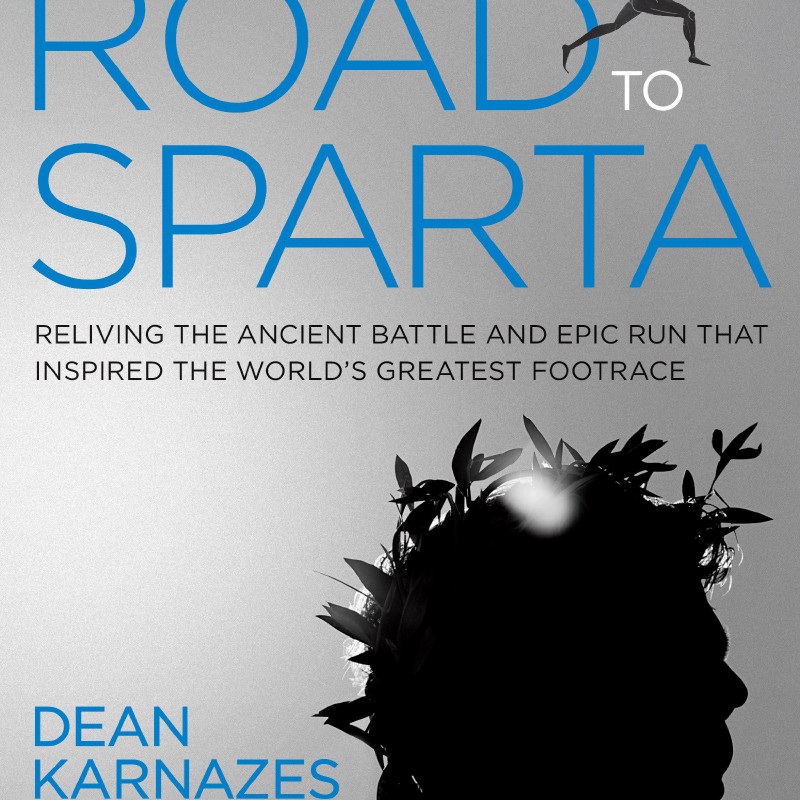 ROAD
TO
SPARTA
RELIVING THE ANCIENT BATTLE AND EPIC RUN THAT
INSPIRED THE WORLD'S GREATEST FOOTRACE
DEAN
KARNAZES